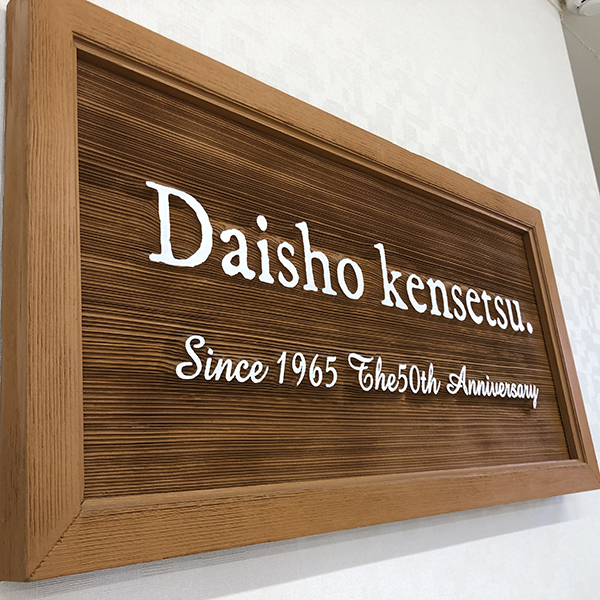 Daisho kensetsu.
Since 1965 The50th Anniversary